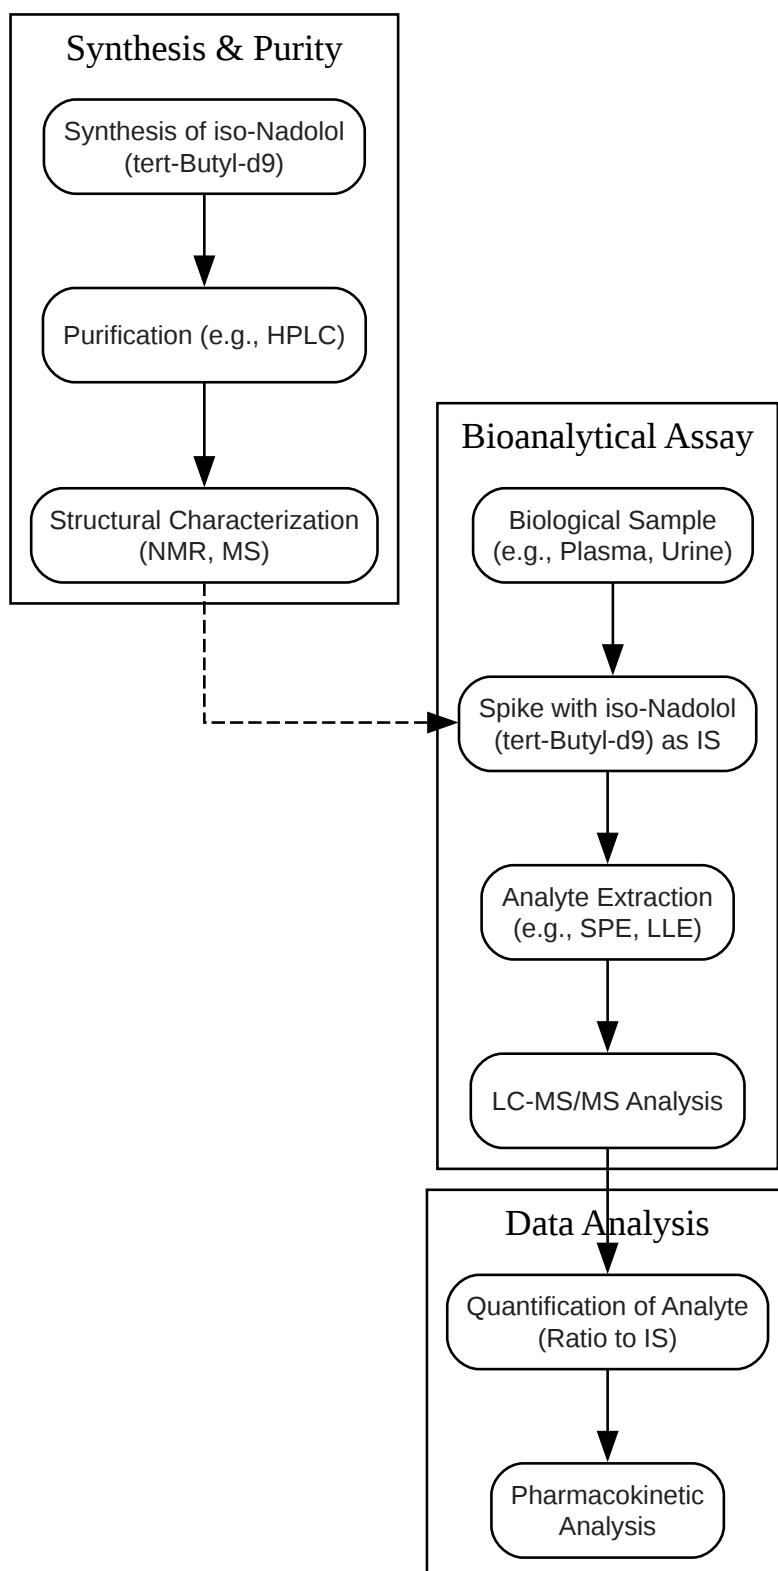 Synthesis & Purity
Synthesis of iso-Nadolol
(tert-Butyl-d9)
Purification (e.g., HPLC)
Structural Characterization
(NMR, MS)
Bioanalytical Assay
Biological Sample
(e.g., Plasma, Urine)
Spike with iso-Nadolol
(tert-Butyl-d9) as IS
Analyte Extraction
(e.g., SPE, LLE)
LC-MS/MS Analysis
Data Analysis
Quantification of Analyte
(Ratio to IS)
Pharmacokinetic
Analysis